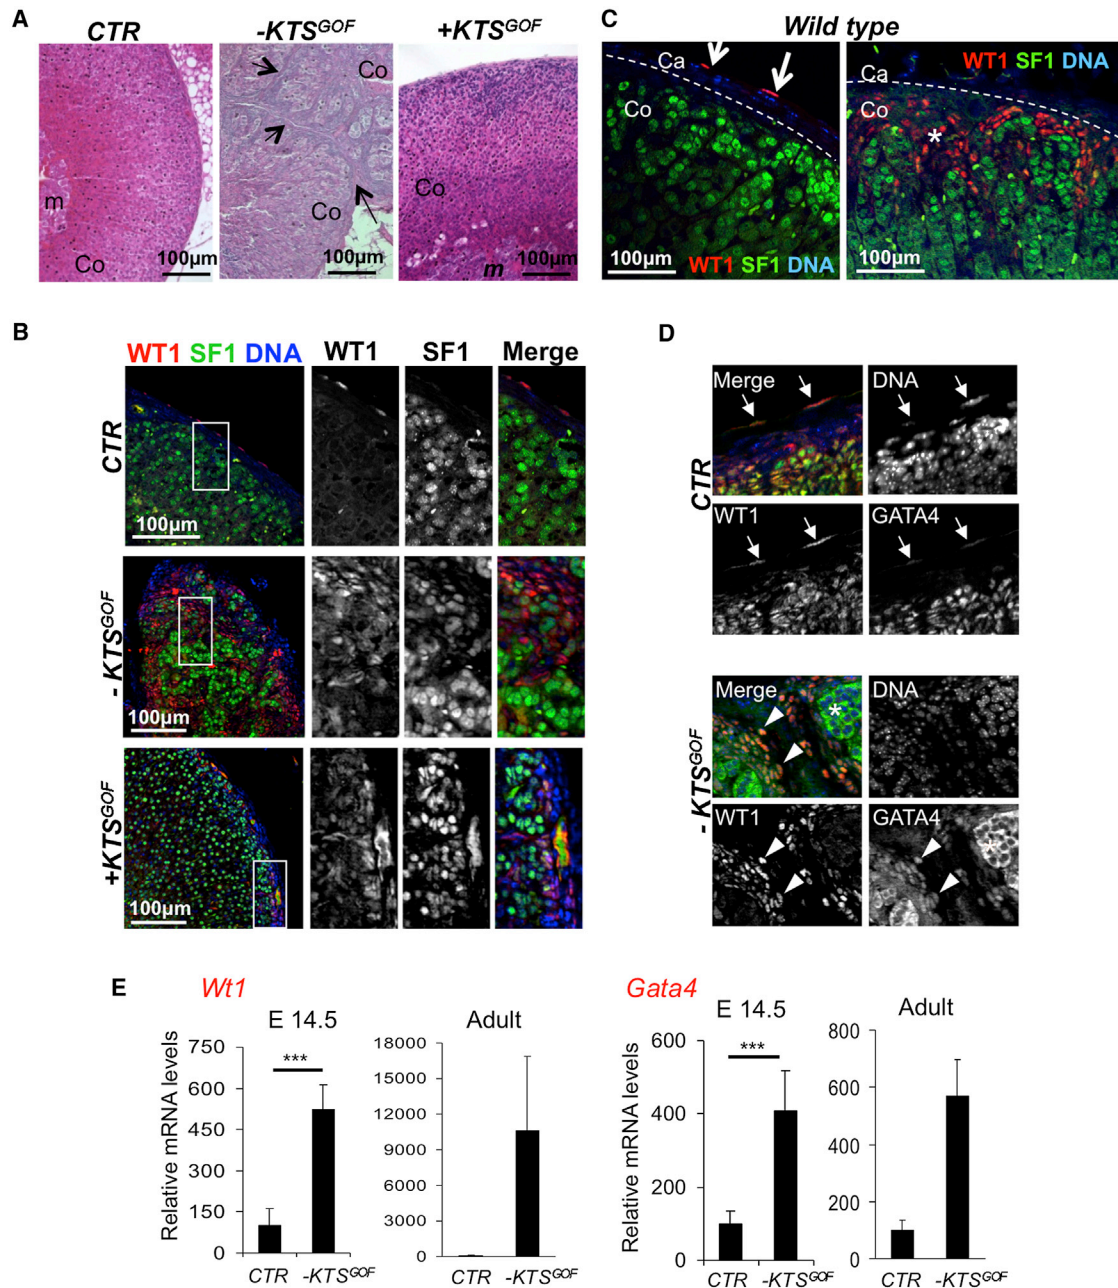 A
CTR
-KTS^GOF
+KTS^GOF
m
Co
100µm
Co
Co
100µm
Co
m
100µm
C
Wild type
Ca
Co
100µm
WT1 SF1 DNA
WT1 SF1 DNA
Ca
Co
*
100µm
B
WT1 SF1 DNA
WT1
SF1
Merge
CTR
100µm
- KTS^GOF
100µm
+KTS^GOF
100µm
D
CTR
Merge
DNA
WT1
GATA4
- KTS^GOF
Merge
*
DNA
WT1
GATA4
*
E
Wt1
E 14.5
Adult
Relative mRNA levels
750
600
450
300
150
0
***
CTR
-KTS^GOF
18000
15000
12000
9000
6000
3000
0
CTR
-KTS^GOF
Gata4
E 14.5
Adult
Relative mRNA levels
600
400
200
0
***
CTR
-KTS^GOF
800
600
400
200
0
CTR
-KTS^GOF